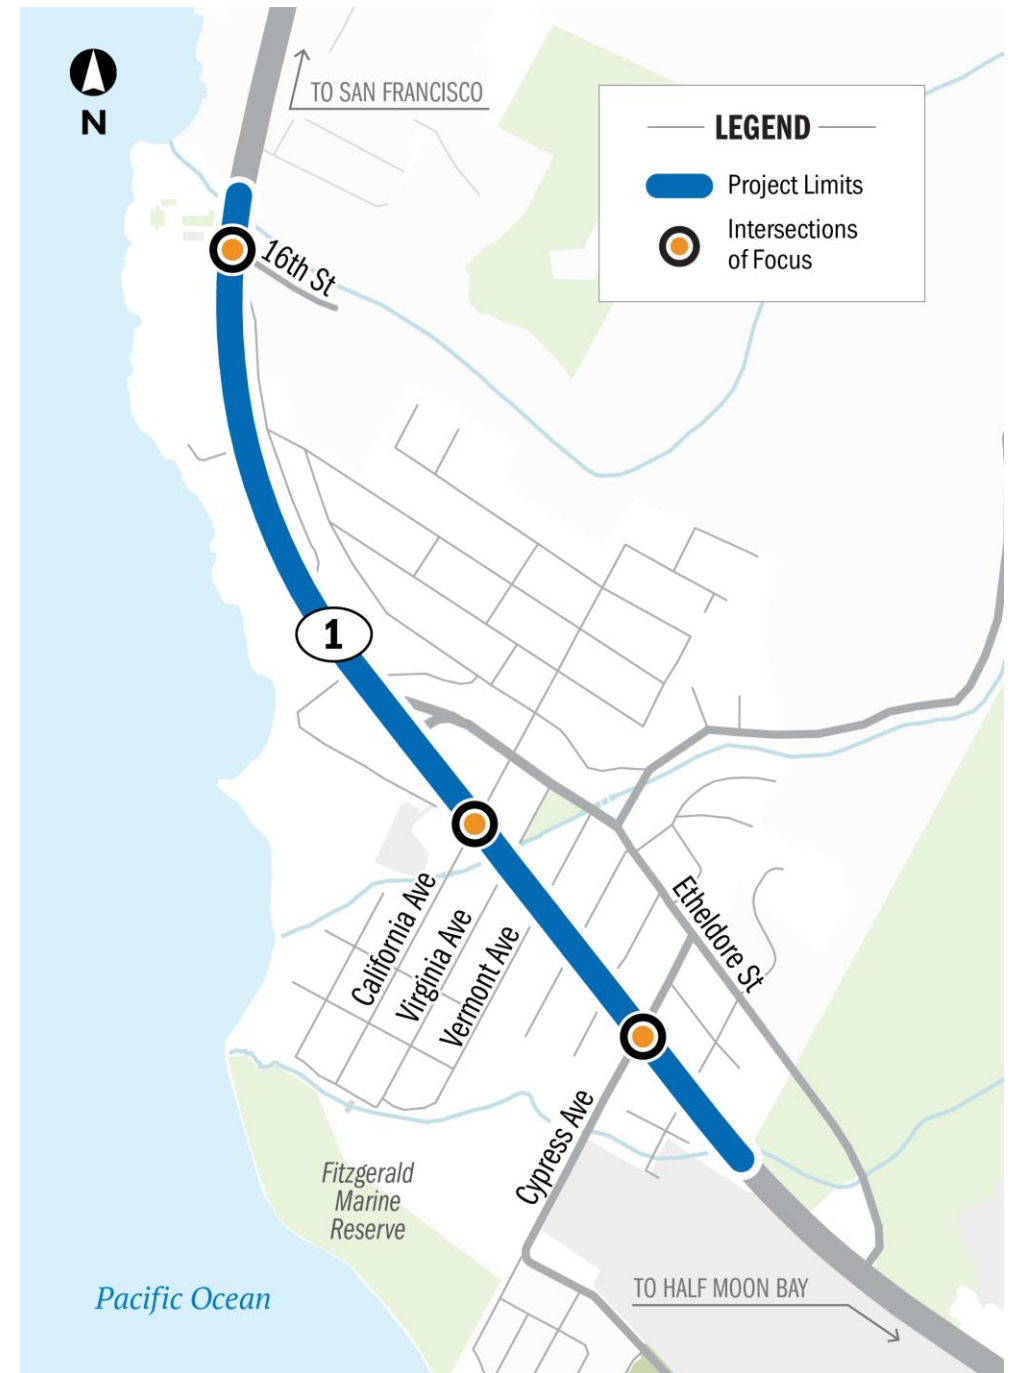 N
TO SAN FRANCISCO
LEGEND
Project Limits
Intersections
of Focus
16th St
1
California Ave
Virginia Ave
Vermont Ave
Etheldore St
Cypress Ave
Fitzgerald
Marine
Reserve
Pacific Ocean
TO HALF MOON BAY